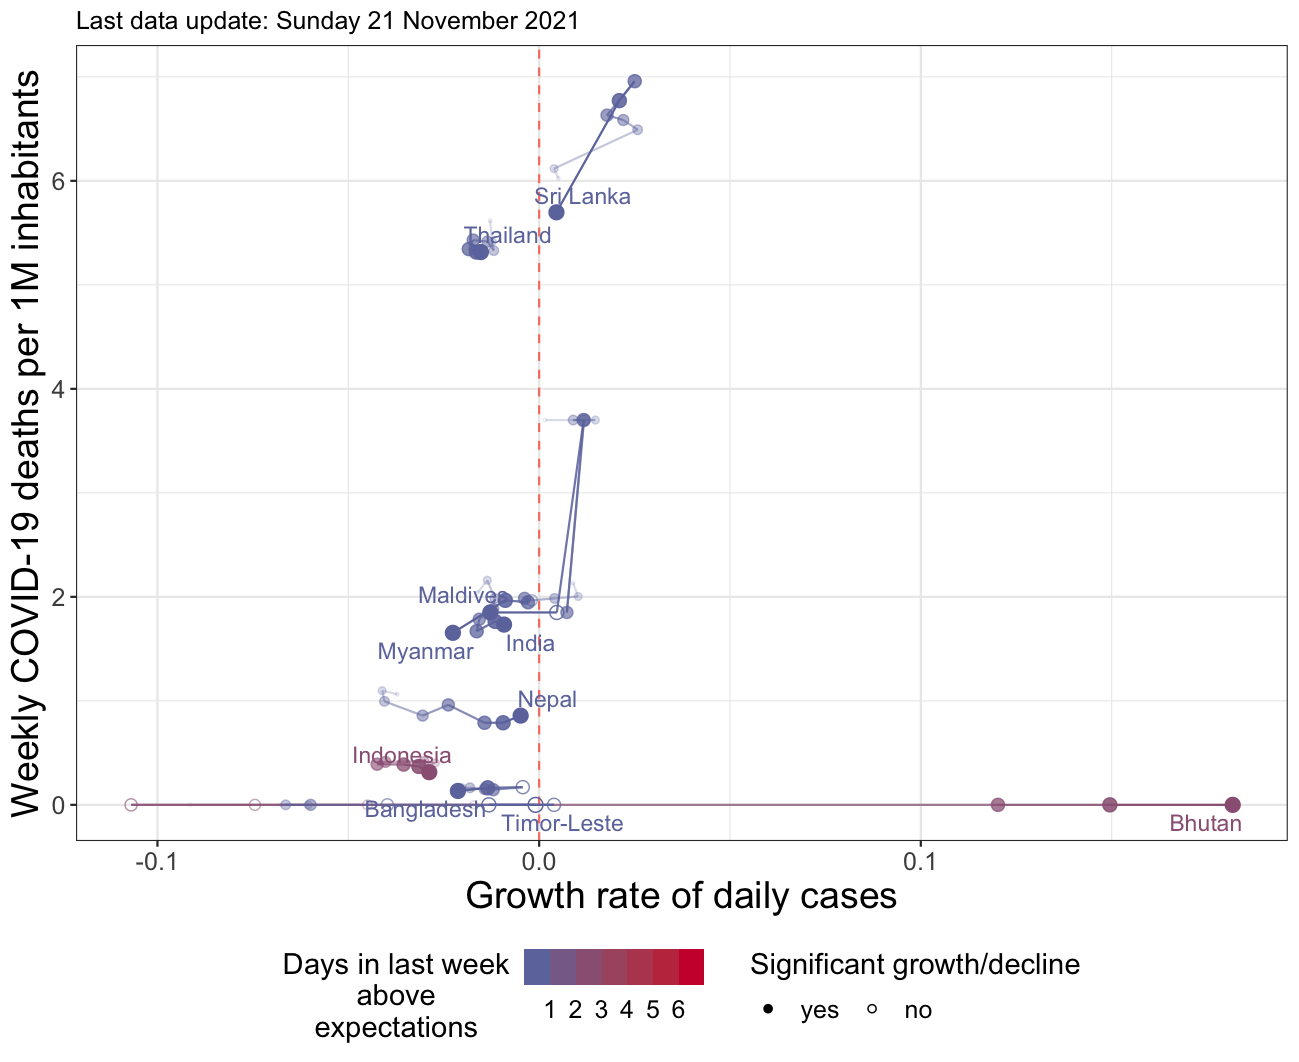 Last data update: Sunday 21 November 2021
Weekly COVID-19 deaths per 1M inhabitants
6
4
2
0
Sri Lanka
Thailand
Maldives
India
Myanmar
Nepal
Indonesia
Bangladesh
Timor-Leste
Bhutan
-0.1
0.0
0.1
Growth rate of daily cases
Days in last week
above
expectations
1 2 3 4 5 6
Significant growth/decline
yes
no